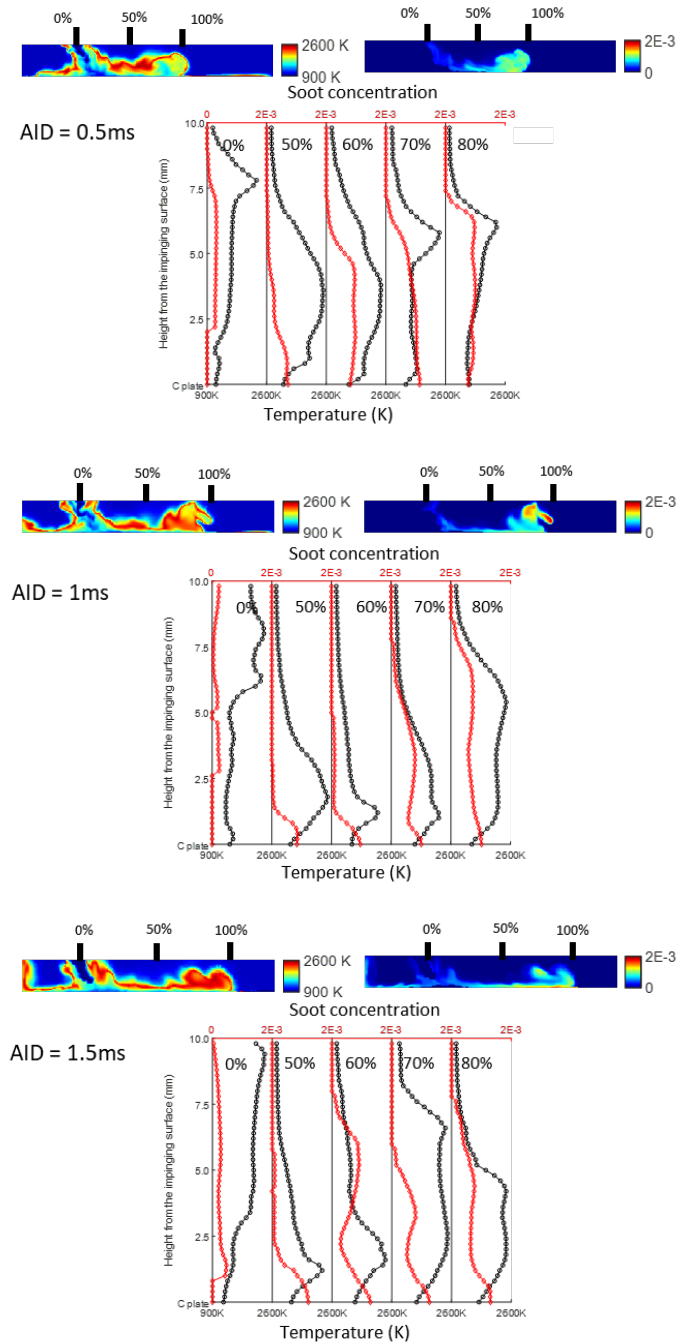 0% 50% 100% 0% 50% 100%
2600 K 2E-3
900 K 0
Soot concentration
AID = 0.5ms
0 2E-3 2E-3 2E-3 2E-3 2E-3
10.0
0% 50% 60% 70% 80%
7.5
Height from the impinging surface (mm)
5.0
2.5
C plate
900K 2600K 2600K 2600K 2600K 2600K
Temperature (K)
0% 50% 100% 0% 50% 100%
2600 K 2E-3
900 K 0
Soot concentration
AID = 1ms
0 2E-3 2E-3 2E-3 2E-3 2E-3
10.0
0% 50% 60% 70% 80%
7.5
Height from the impinging surface (mm)
5.0
2.5
C plate
900K 2600K 2600K 2600K 2600K 2600K
Temperature (K)
0% 50% 100% 0% 50% 100%
2600 K 2E-3
900 K 0
Soot concentration
AID = 1.5ms
0 2E-3 2E-3 2E-3 2E-3 2E-3
10.0
0% 50% 60% 70% 80%
7.5
Height from the impinging surface (mm)
5.0
2.5
C plate
900K 2600K 2600K 2600K 2600K 2600K
Temperature (K)